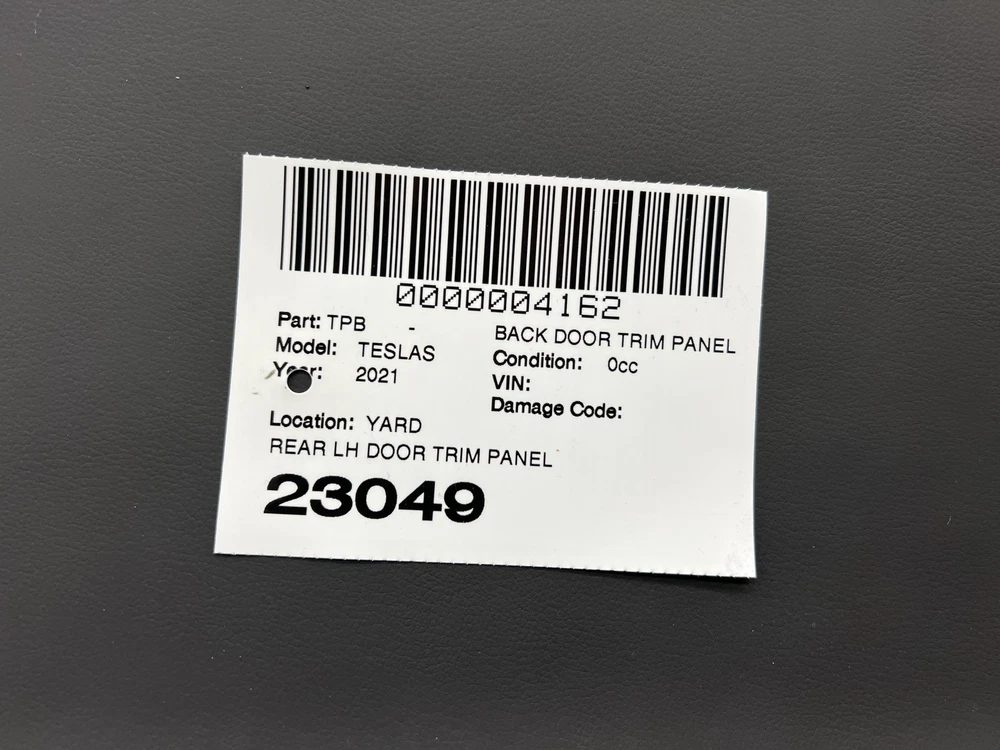 0000004162
Part: TPB - BACK DOOR TRIM PANEL
Model: TESLAS Condition: 0cc
Year: 2021 VIN:
Damage Code:
Location: YARD
REAR LH DOOR TRIM PANEL
23049